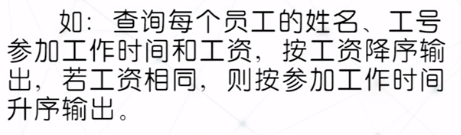 如：查询每个员工的姓名、工号
参加工作时间和工资，按工资降序输
出，若工资相同，则按参加工作时间
升序输出。